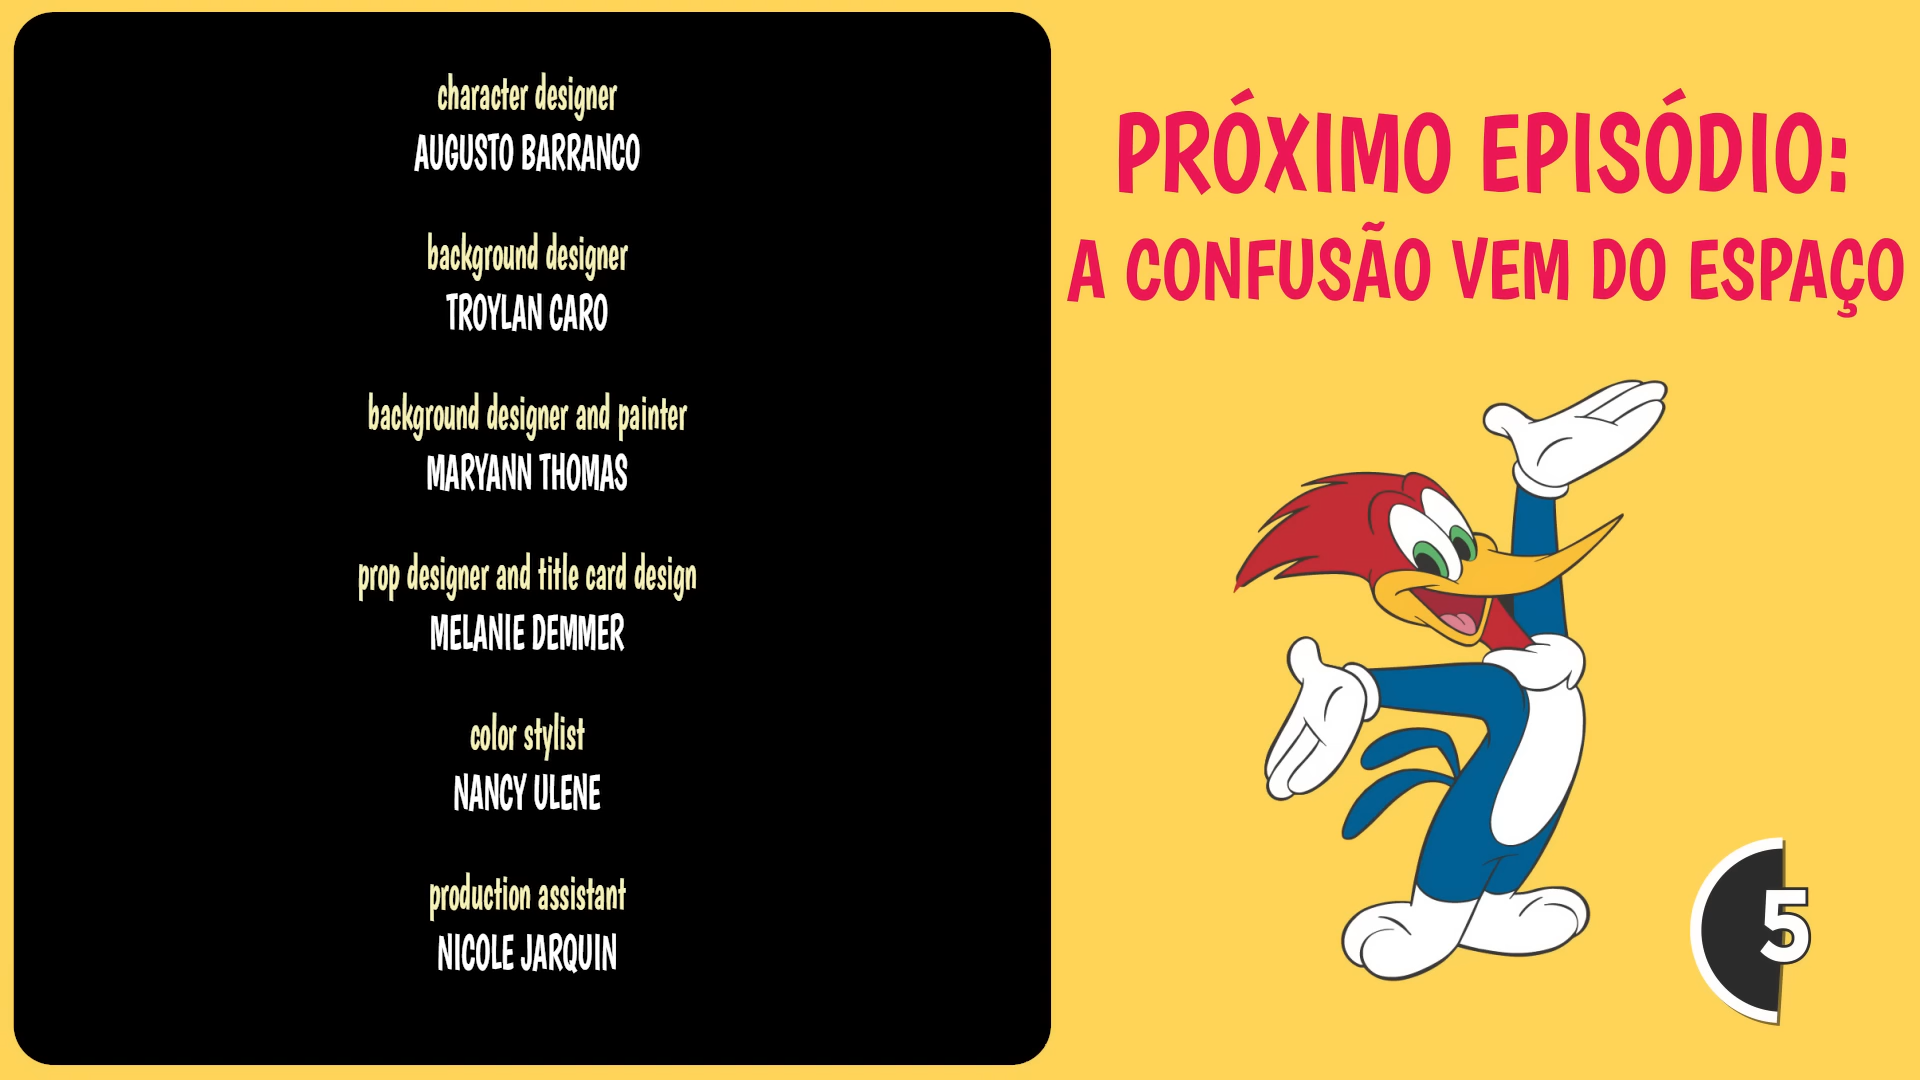 character designer
AUGUSTO BARRANCO
background designer
TROYLAN CARO
background designer and painter
MARYANN THOMAS
prop designer and title card design
MELANIE DEMMER
color stylist
NANCY ULENE
production assistant
NICOLE JARQUIN
PRÓXIMO EPISÓDIO:
A CONFUSÃO VEM DO ESPAÇO
5